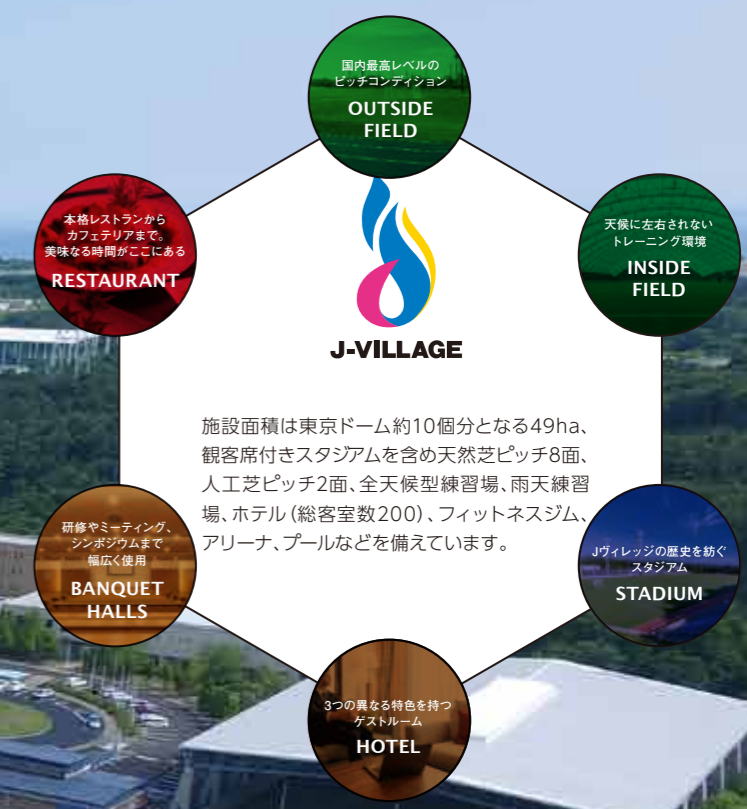 国内最高レベルの
ピッチコンディション
OUTSIDE
FIELD
本格レストランから
カフェテリアまで。
美味なる時間がここにある
RESTAURANT
天候に左右されない
トレーニング環境
INSIDE
FIELD
J-VILLAGE
施設面積は東京ドーム約10個分となる49ha、
観客席付きスタジアムを含め天然芝ピッチ8面、
人工芝ピッチ2面、全天候型練習場、雨天練習
場、ホテル（総客室数200）、フィットネスジム、
アリーナ、プールなどを備えています。
研修やミーティング、
シンポジウムまで
幅広く使用
BANQUET
HALLS
Jヴィレッジの歴史を紡ぐ
スタジアム
STADIUM
3つの異なる特色を持つ
ゲストルーム
HOTEL